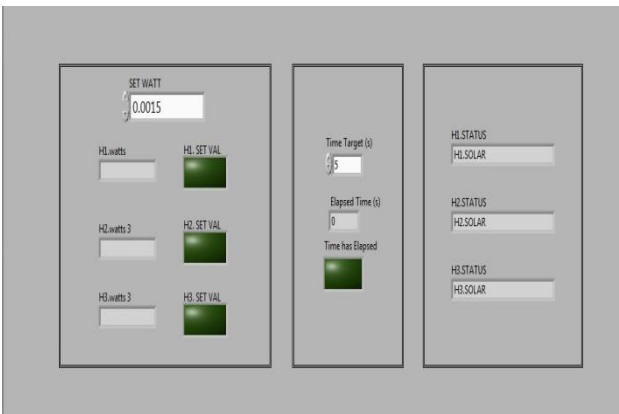 SET WATT
0.0015
H1.watts
H1. SET VAL
H2.watts 3
H2. SET VAL
H3.watts 3
H3. SET VAL
Time Target (s)
5
Elapsed Time (s)
0
Time has Elapsed
H1.STATUS
H1.SOLAR
H2.STATUS
H2.SOLAR
H3.STATUS
H3.SOLAR